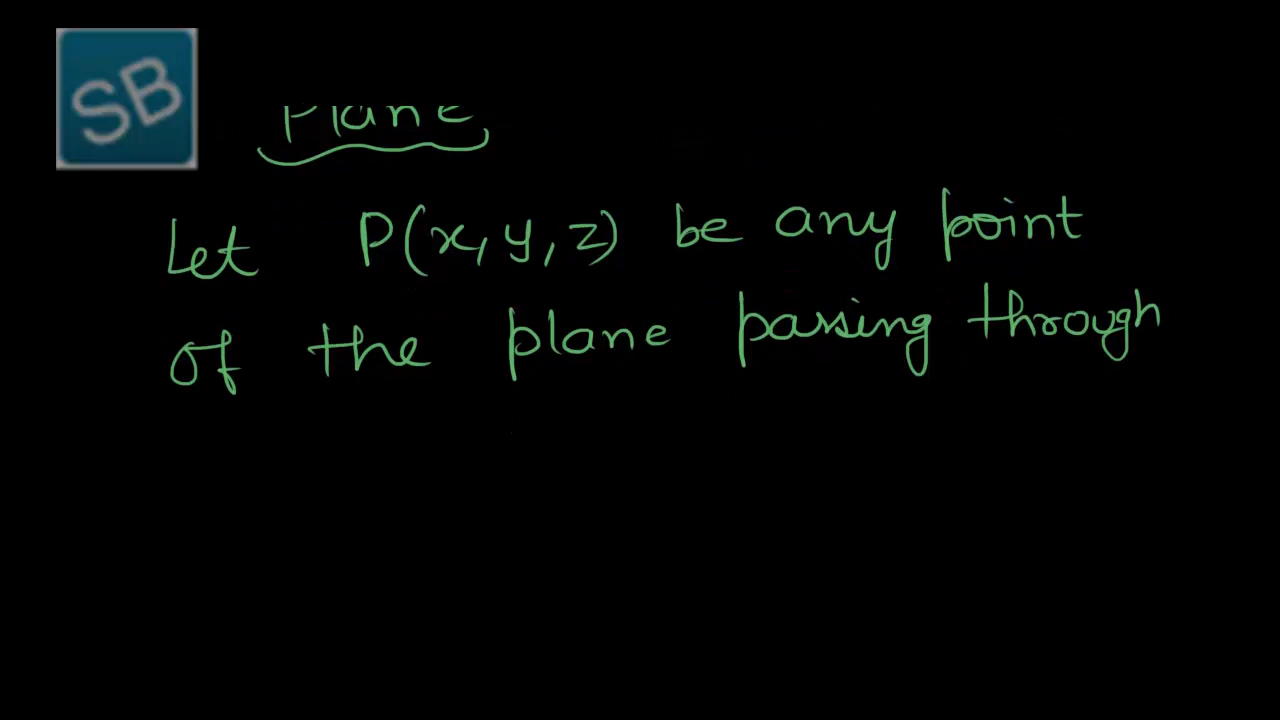 SB
Plane
Let P(x, y, z) be any point
of the plane passing through